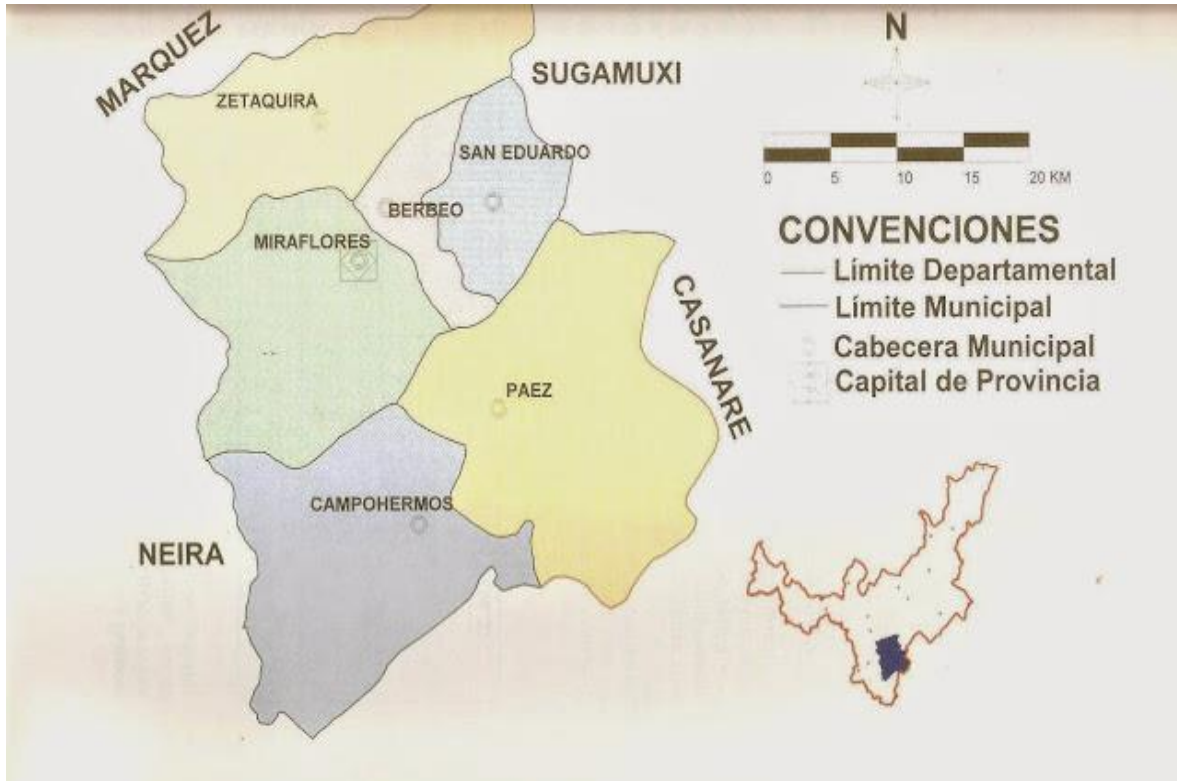 MARQUEZ
SUGAMUXI
ZETAQUIRA
SAN EDUARDO
BERBEO
MIRAFLORES
CASANARE
PAEZ
CAMPOHERMOS
NEIRA
N
0 5 10 15 20 KM
CONVENCIONES
Límite Departamental
Límite Municipal
Cabecera Municipal
Capital de Provincia